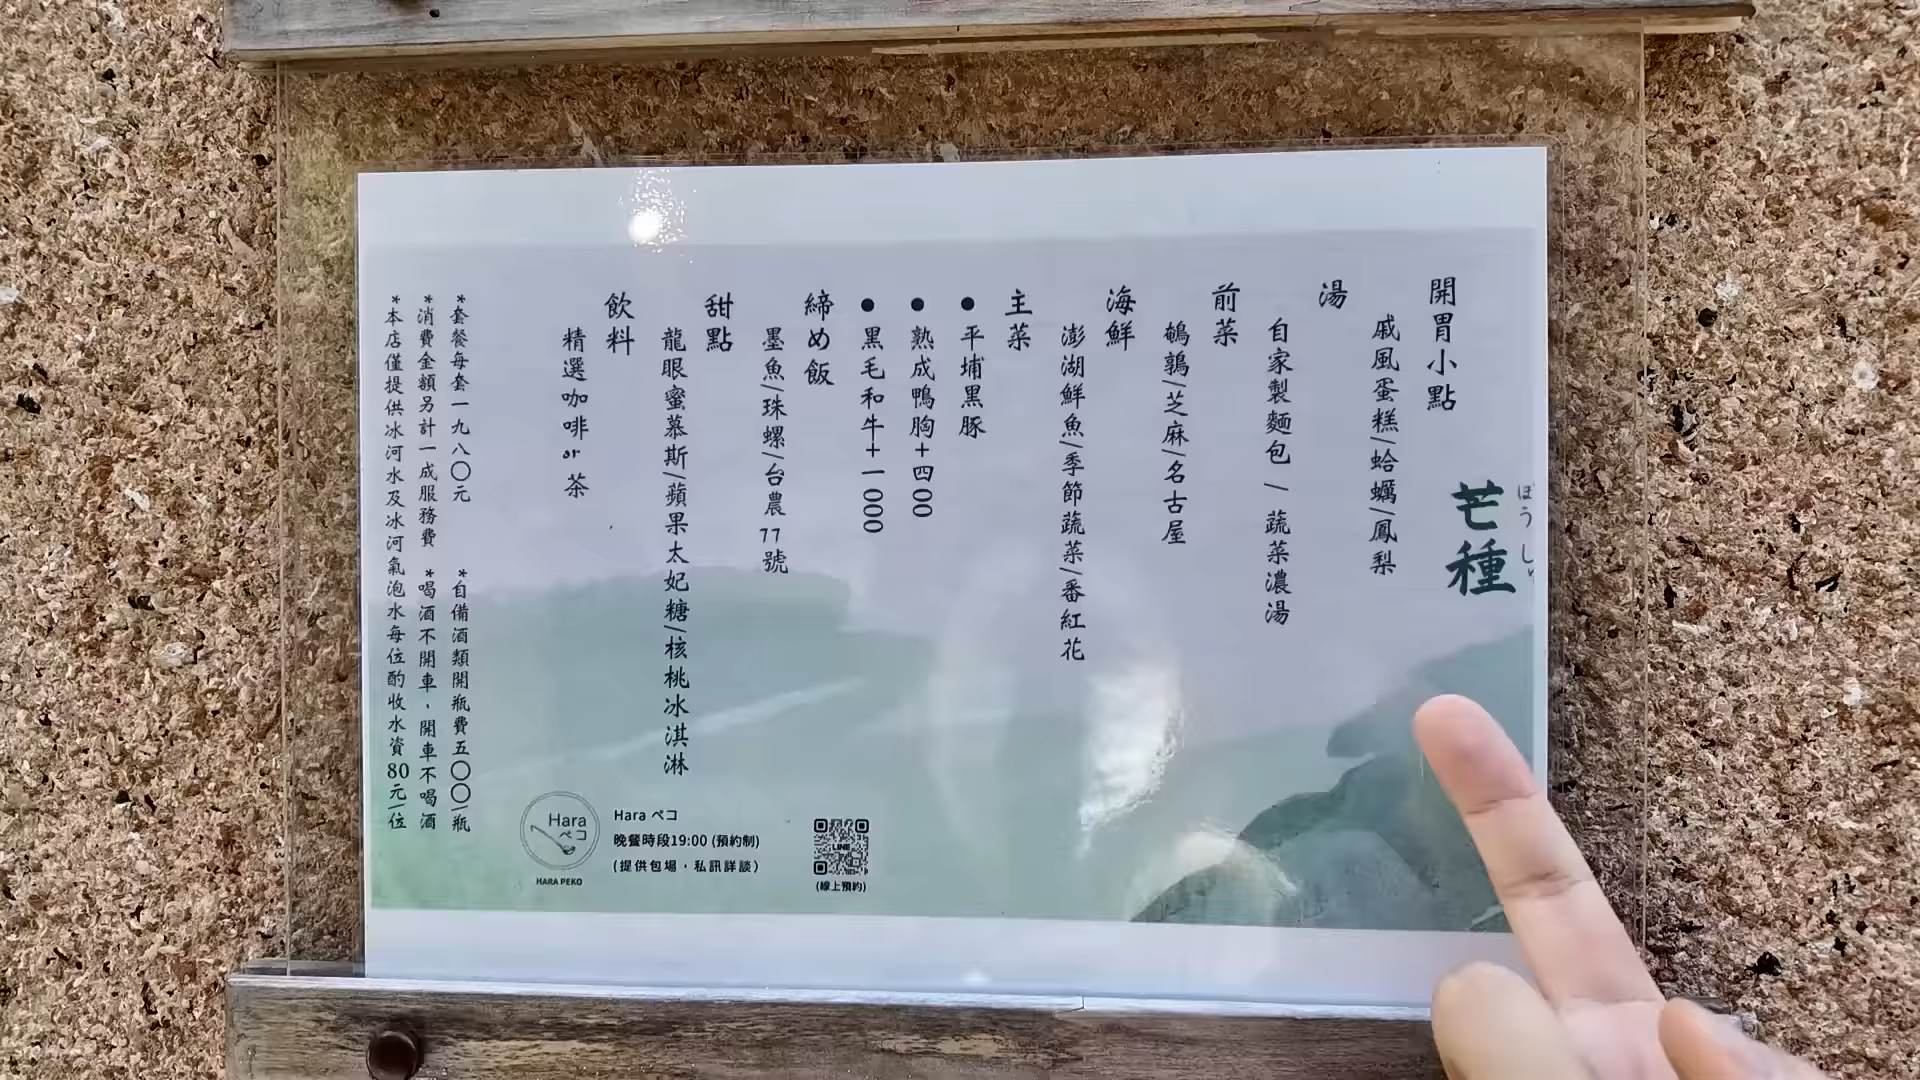 芒種
ぼうしゅ
開胃小點
戚風蛋糕/蛤蠣/鳳梨
湯
自家製麵包/蔬菜濃湯
前菜
鵪鶉/芝麻/名古屋
海鮮
澎湖鮮魚/季節蔬菜/番紅花
主菜
●平埔黑豚
●熟成鴨胸+四00
●黑毛和牛+一000
締め飯
墨魚/珠螺/台農77號
甜點
龍眼蜜慕斯/蘋果太妃糖/核桃冰淇淋
飲料
精選咖啡or茶
*套餐每套一九八〇元 *自備酒類開瓶費五〇〇/瓶
*消費金額另計一成服務費 *喝酒不開車，開車不喝酒
*本店僅提供冰河水及冰河氣泡水每位酌收水資80元/位
Hara
ペコ
HARA PEKO
Hara ペコ
晚餐時段19:00 (預約制)
(提供包場，私訊詳談)
LINE
(線上預約)